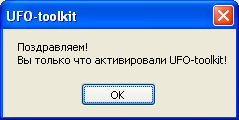 UFO-toolkit
Поздравляем!
Вы только что активировали UFO-toolkit!
OK